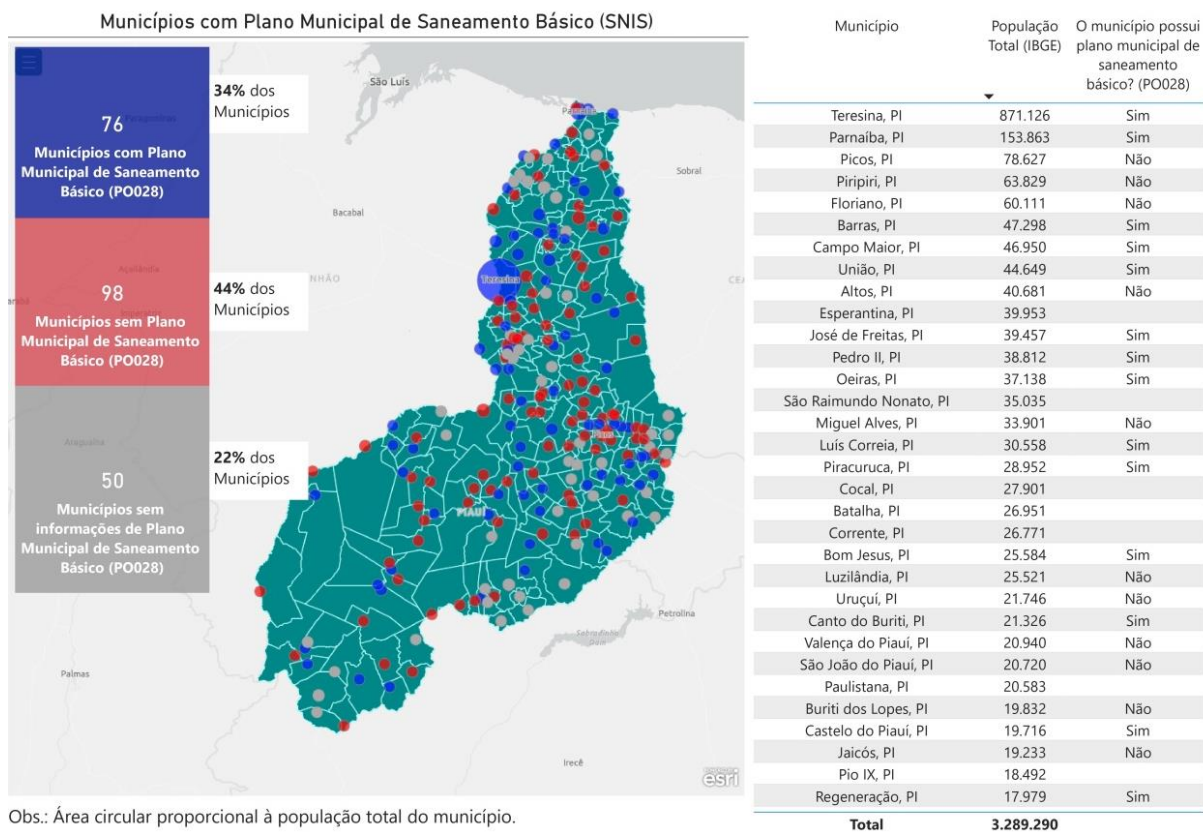 Municípios com Plano Municipal de Saneamento Básico (SNIS)
76
Municípios com Plano
Municipal de Saneamento
Básico (PO028)
34% dos
Municípios
98
Municípios sem Plano
Municipal de Saneamento
Básico (PO028)
44% dos
Municípios
50
Municípios sem
informações de Plano
Municipal de Saneamento
Básico (PO028)
22% dos
Municípios
São Luís
Parnaíba
Sobral
Bacabal
Teresina
NHÃO
CEA
Açailândia
Imperatriz
Araguaína
Picos
PIAUÍ
Petrolina
Sobradinho
Dam
Palmas
Irecê
esri
Obs.: Área circular proporcional à população total do município.
Município População Total (IBGE) O município possui plano municipal de saneamento básico? (PO028)
Teresina, PI 871.126 Sim
Parnaíba, PI 153.863 Sim
Picos, PI 78.627 Não
Piripiri, PI 63.829 Não
Floriano, PI 60.111 Não
Barras, PI 47.298 Sim
Campo Maior, PI 46.950 Sim
União, PI 44.649 Sim
Altos, PI 40.681 Não
Esperantina, PI 39.953
José de Freitas, PI 39.457 Sim
Pedro II, PI 38.812 Sim
Oeiras, PI 37.138 Sim
São Raimundo Nonato, PI 35.035
Miguel Alves, PI 33.901 Não
Luís Correia, PI 30.558 Sim
Piracuruca, PI 28.952 Sim
Cocal, PI 27.901
Batalha, PI 26.951
Corrente, PI 26.771
Bom Jesus, PI 25.584 Sim
Luzilândia, PI 25.521 Não
Uruçuí, PI 21.746 Não
Canto do Buriti, PI 21.326 Sim
Valença do Piauí, PI 20.940 Não
São João do Piauí, PI 20.720 Não
Paulistana, PI 20.583
Buriti dos Lopes, PI 19.832 Não
Castelo do Piauí, PI 19.716 Sim
Jaicós, PI 19.233 Não
Pio IX, PI 18.492
Regeneração, PI 17.979 Sim
Total 3.289.290